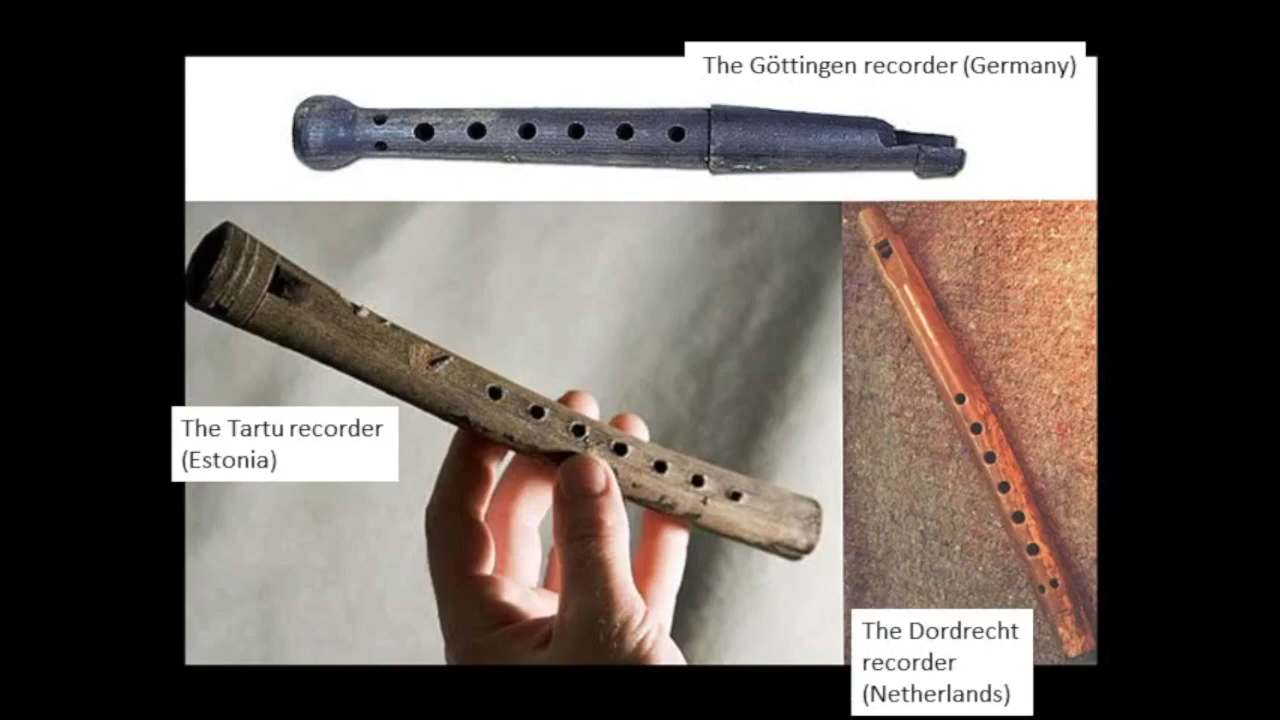 The Göttingen recorder (Germany)
The Tartu recorder
(Estonia)
The Dordrecht
recorder
(Netherlands)